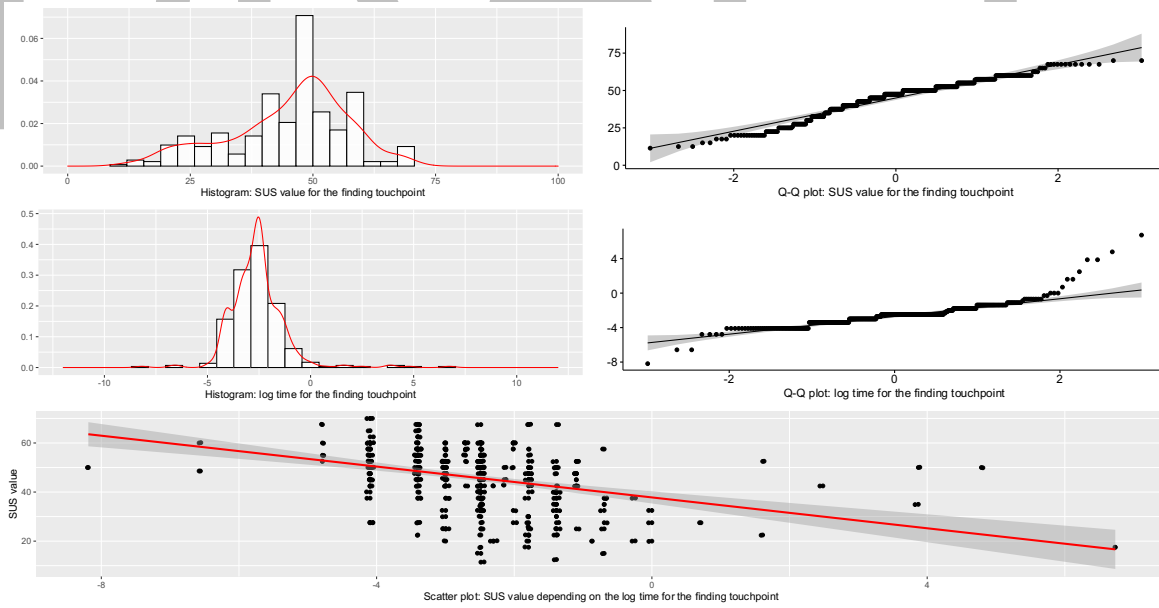 0.06
0.04
0.02
0.00
0 25 50 75 100
Histogram: SUS value for the finding touchpoint
75
50
25
0
-2 0 2
Q-Q plot: SUS value for the finding touchpoint
0.5
0.4
0.3
0.2
0.1
0.0
-10 -5 0 5 10
Histogram: log time for the finding touchpoint
4
0
-4
-8
-2 0 2
Q-Q plot: log time for the finding touchpoint
SUS value
60
40
20
-8 -4 0 4
Scatter plot: SUS value depending on the log time for the finding touchpoint